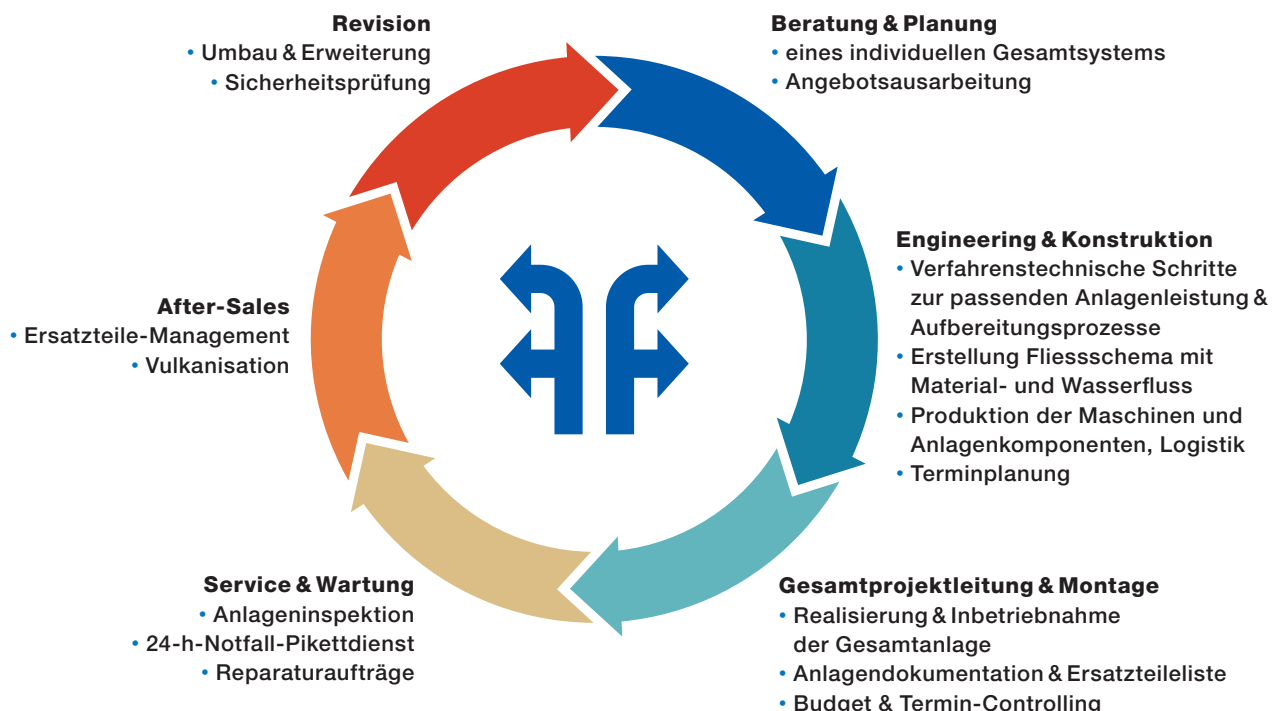 Revision
• Umbau & Erweiterung
• Sicherheitsprüfung
Beratung & Planung
• eines individuellen Gesamtsystems
• Angebotsausarbeitung
Engineering & Konstruktion
• Verfahrenstechnische Schritte
zur passenden Anlagenleistung &
Aufbereitungsprozesse
• Erstellung Fliessschema mit
Material- und Wasserfluss
• Produktion der Maschinen und
Anlagenkomponenten, Logistik
• Terminplanung
Gesamtprojektleitung & Montage
• Realisierung & Inbetriebnahme
der Gesamtanlage
• Anlagendokumentation & Ersatzteileliste
• Budget & Termin-Controlling
Service & Wartung
• Anlageninspektion
• 24-h-Notfall-Pikettdienst
• Reparaturaufträge
After-Sales
• Ersatzteile-Management
• Vulkanisation